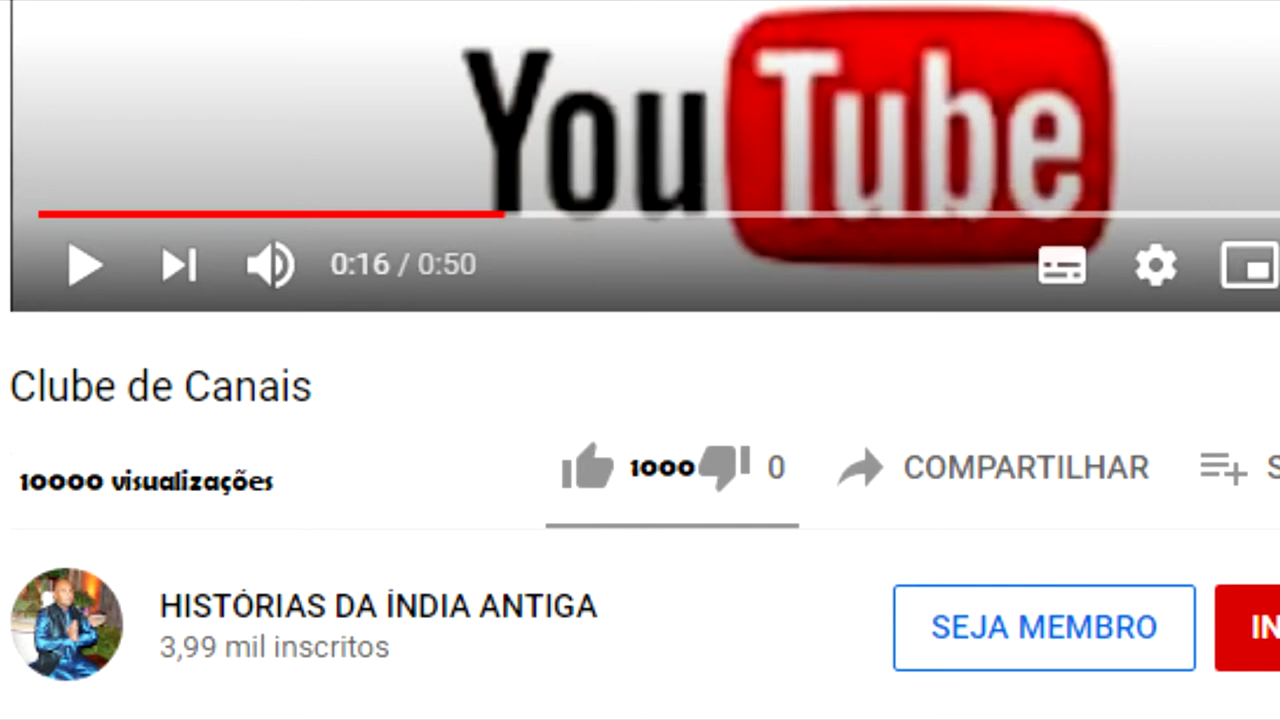 YouTube
0:16 / 0:50
Clube de Canais
10000 visualizações
1000 0 COMPARTILHAR S
HISTÓRIAS DA ÍNDIA ANTIGA
3,99 mil inscritos
SEJA MEMBRO
IN